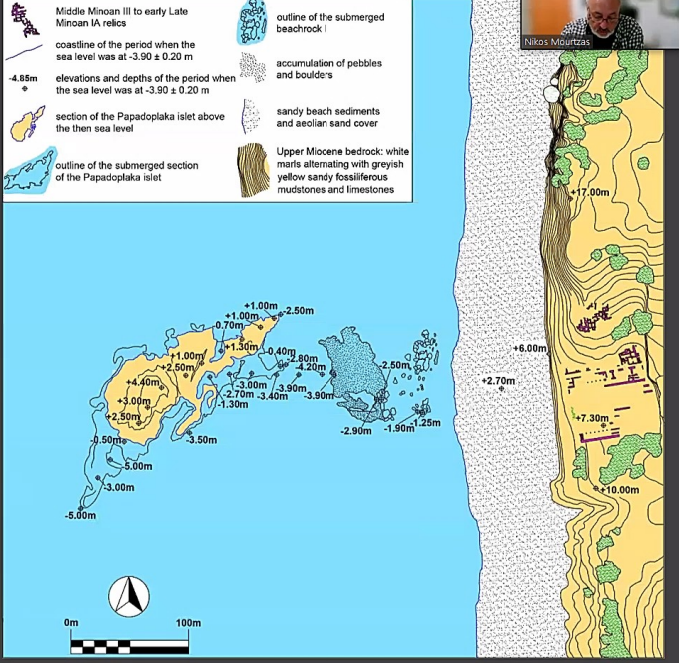 Middle Minoan III to early Late
Minoan IA relics
coastline of the period when the
sea level was at -3.90 ± 0.20 m
-4.85m
elevations and depths of the period when
the sea level was at -3.90 ± 0.20 m
section of the Papadoplaka islet above
the then sea level
outline of the submerged section
of the Papadoplaka islet
outline of the submerged
beachrock I
accumulation of pebbles
and boulders
sandy beach sediments
and aeolian sand cover
Upper Miocene bedrock: white
marls alternating with greyish
yellow sandy fossiliferous
mudstones and limestones
Nikos Mourtzas
+17.00m
+1.00m
+1.00m
-2.50m
-0.70m
+1.30m
-0.40m
+1.00m
+2.50m
-2.80m
-4.20m
-2.50m
+6.00m
+4.40m
-3.00m
-3.90m
+2.70m
-2.70m
-3.40m
-3.90m
+3.00m
-1.30m
+2.50m
-1.25m
+7.30m
-2.90m
-1.90m
-0.50m
-3.50m
-5.00m
-3.00m
+10.00m
-5.00m
0m
100m